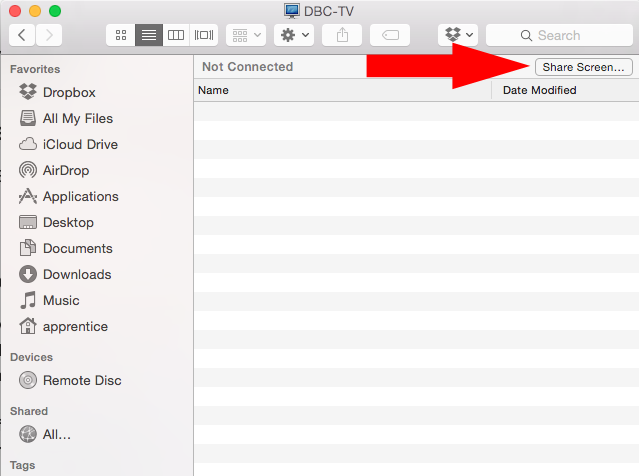 DBC-TV
Search
Favorites
Dropbox
All My Files
iCloud Drive
AirDrop
Applications
Desktop
Documents
Downloads
Music
apprentice
Devices
Remote Disc
Shared
All...
Tags
Not Connected
Share Screen...
Name
Date Modified